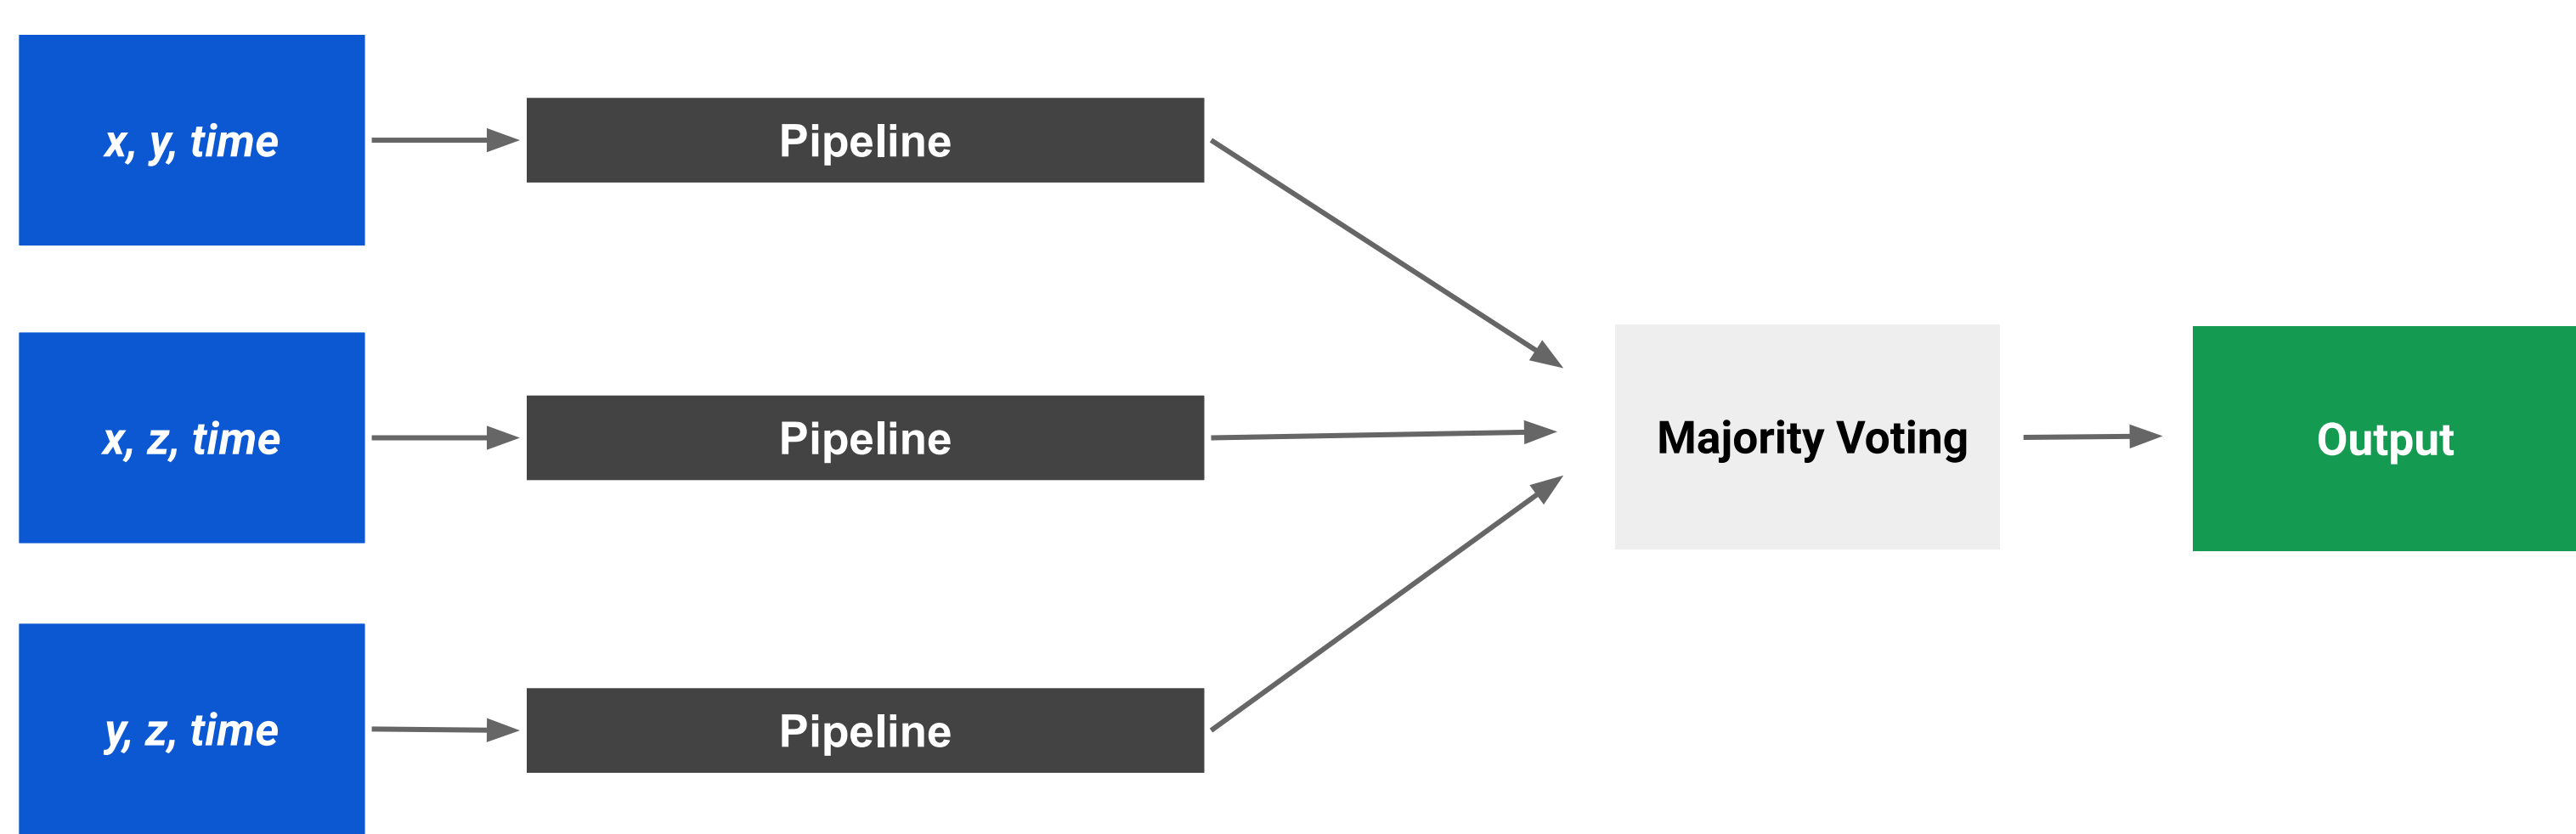 x, y, time
Pipeline
x, z, time
Pipeline
Majority Voting
Output
y, z, time
Pipeline